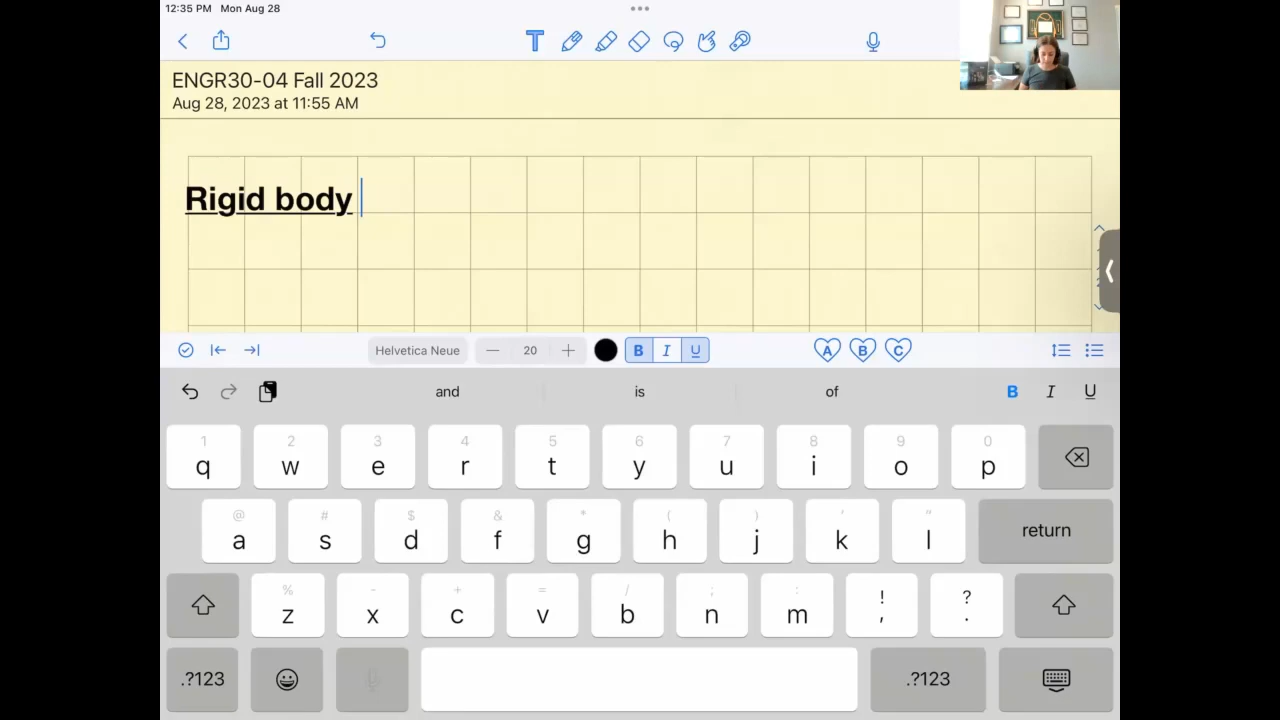 12:35 PM Mon Aug 28
ENGR30-04 Fall 2023
Aug 28, 2023 at 11:55 AM
Rigid body
Helvetica Neue — 20 + B I U A B C
and is of B I U
1 2 3 4 5 6 7 8 9 0
q w e r t y u i o p
@ # $ & * ( ) ' "
a s d f g h j k l return
% - + = / ; : ! ?
z x c v b n m , .
.?123 .?123